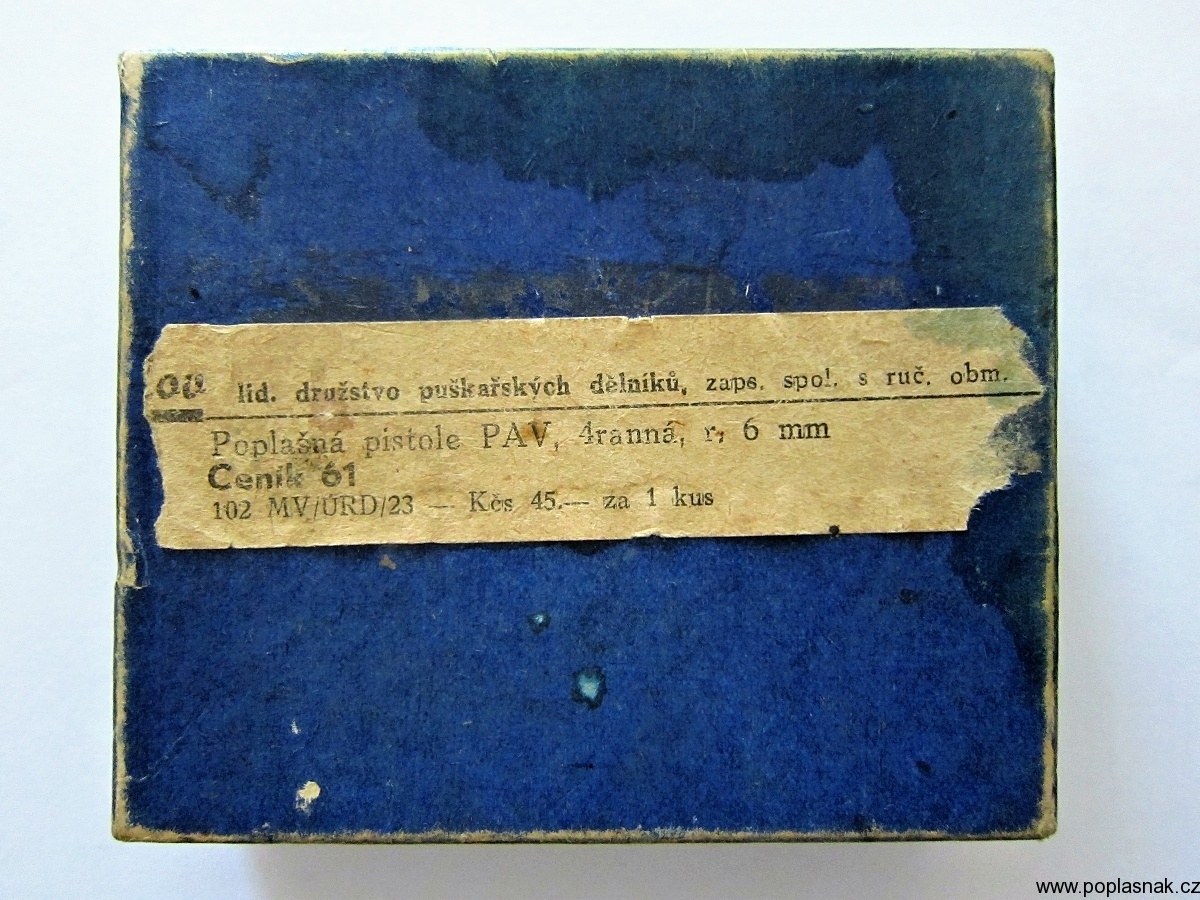 lid. družstvo puškařských dělníků, zaps. spol. s ruč. obm.
Poplašná pistole PAV, 4ranná, r. 6 mm
Ceník 61
102 MV/ÚRD/23 — Kčs 45.— za 1 kus
www.poplasnak.cz